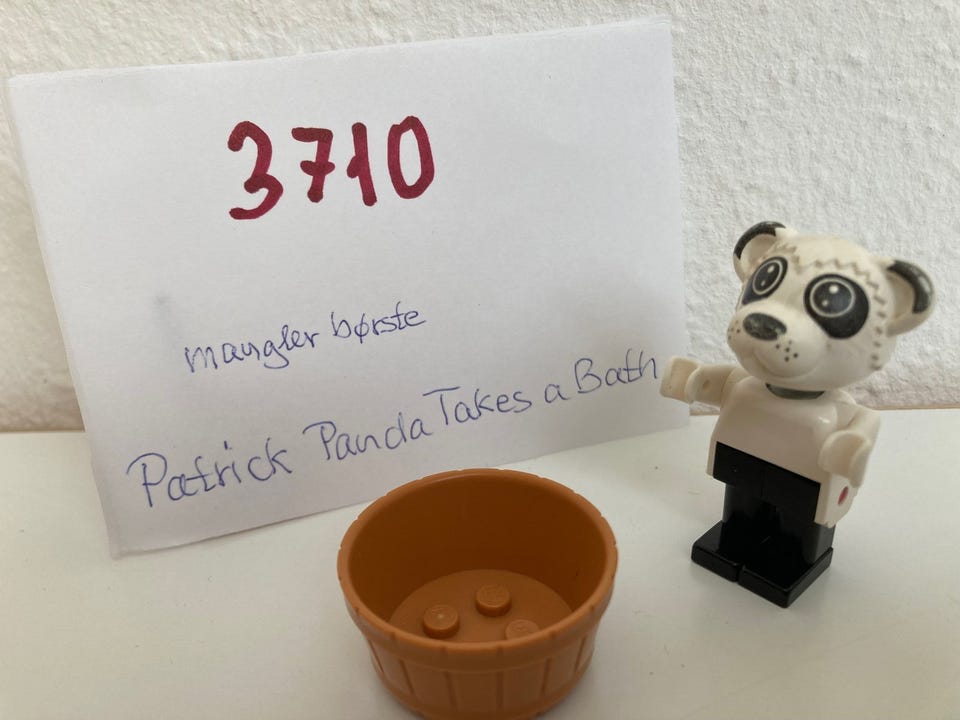 3710
mangler børste
Patrick Panda Takes a Bath